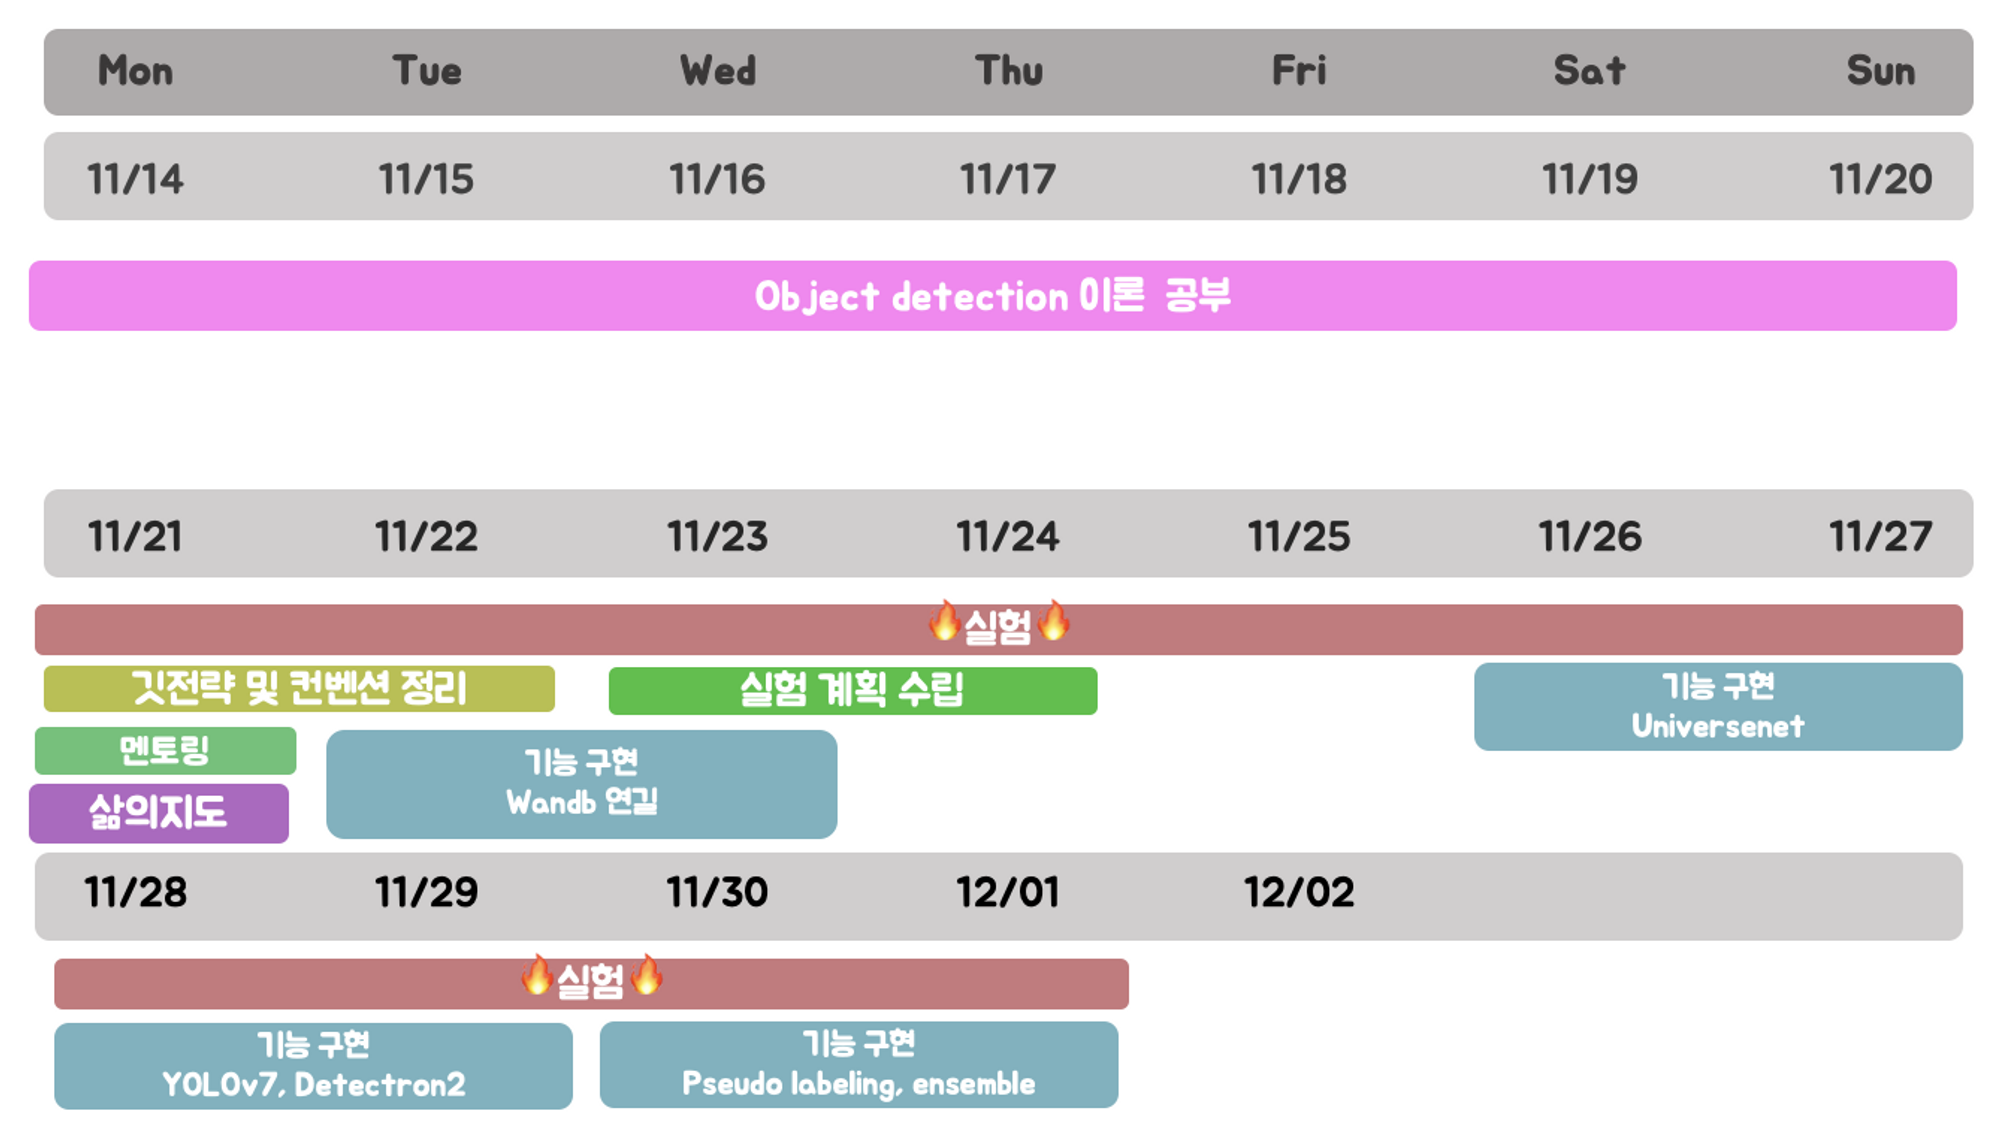 Mon Tue Wed Thu Fri Sat Sun
11/14 11/15 11/16 11/17 11/18 11/19 11/20
Object detection 이론 공부
11/21 11/22 11/23 11/24 11/25 11/26 11/27
🔥실험🔥
깃전략 및 컨벤션 정리
실험 계획 수립
기능 구현
Universenet
멘토링
기능 구현
Wandb 연길
삶의지도
11/28 11/29 11/30 12/01 12/02
🔥실험🔥
기능 구현
YOLOv7, Detectron2
기능 구현
Pseudo labeling, ensemble